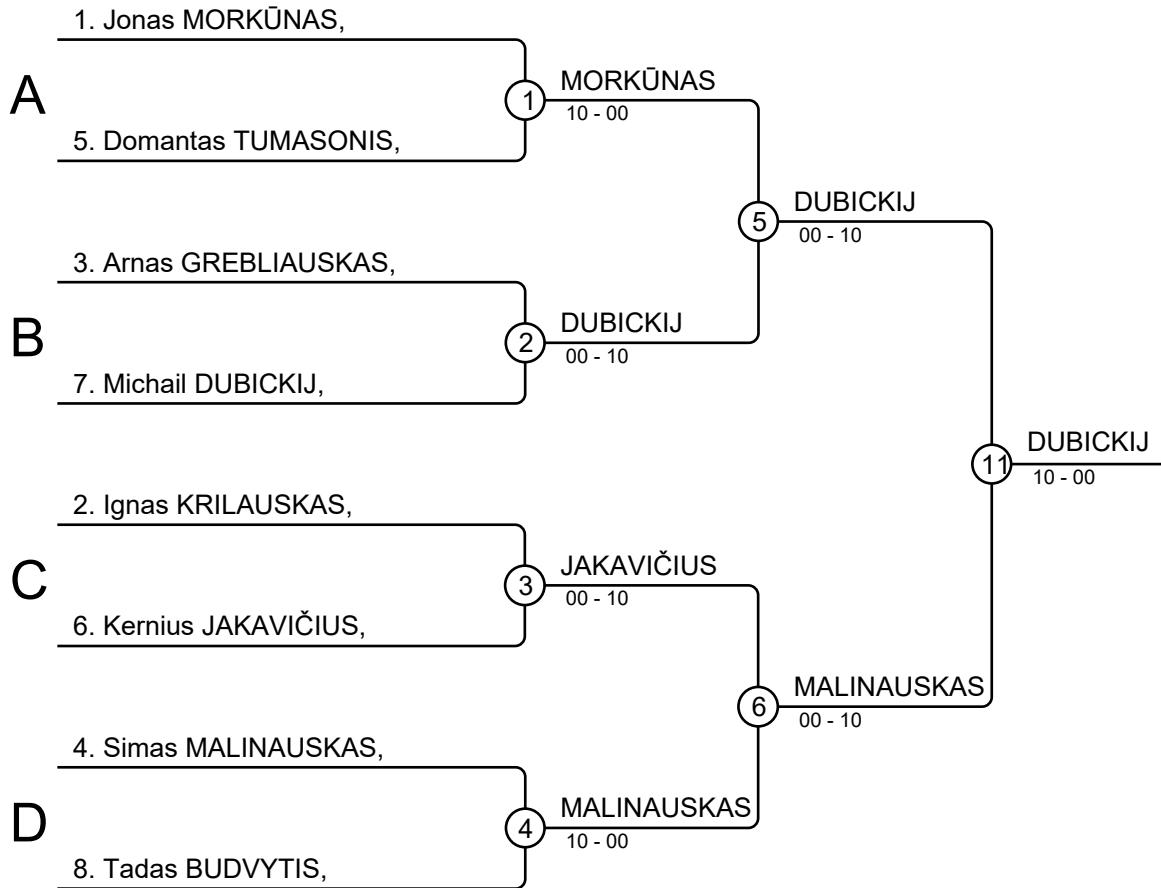 1. Jonas MORKŪNAS,
A
1
MORKŪNAS
10 - 00
5. Domantas TUMASONIS,
5
DUBICKIJ
00 - 10
3. Arnas GREBLIAUSKAS,
B
2
DUBICKIJ
00 - 10
7. Michail DUBICKIJ,
11
DUBICKIJ
10 - 00
2. Ignas KRILAUSKAS,
C
3
JAKAVIČIUS
00 - 10
6. Kernius JAKAVIČIUS,
6
MALINAUSKAS
00 - 10
4. Simas MALINAUSKAS,
D
4
MALINAUSKAS
10 - 00
8. Tadas BUDVYTIS,